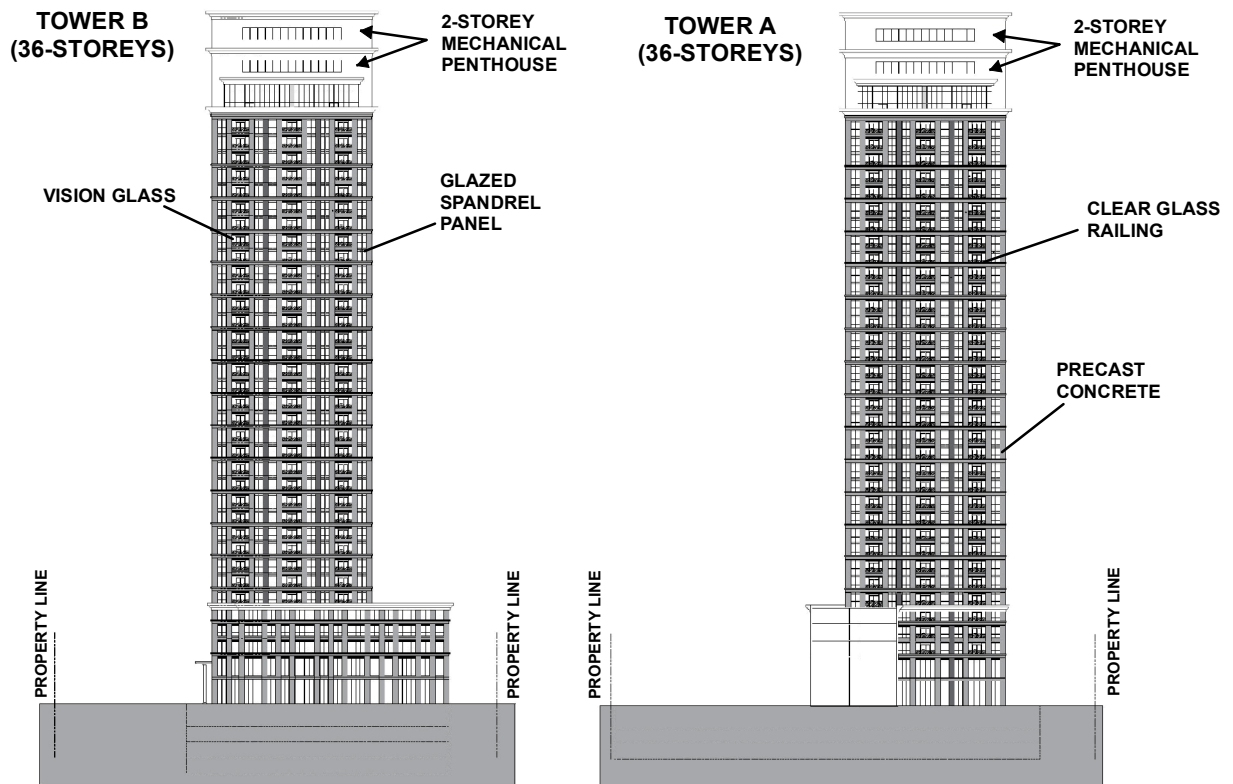 TOWER B
(36-STOREYS)
2-STOREY
MECHANICAL
PENTHOUSE
VISION GLASS
GLAZED
SPANDREL
PANEL
PROPERTY LINE
PROPERTY LINE
TOWER A
(36-STOREYS)
2-STOREY
MECHANICAL
PENTHOUSE
CLEAR GLASS
RAILING
PRECAST
CONCRETE
PROPERTY LINE
PROPERTY LINE